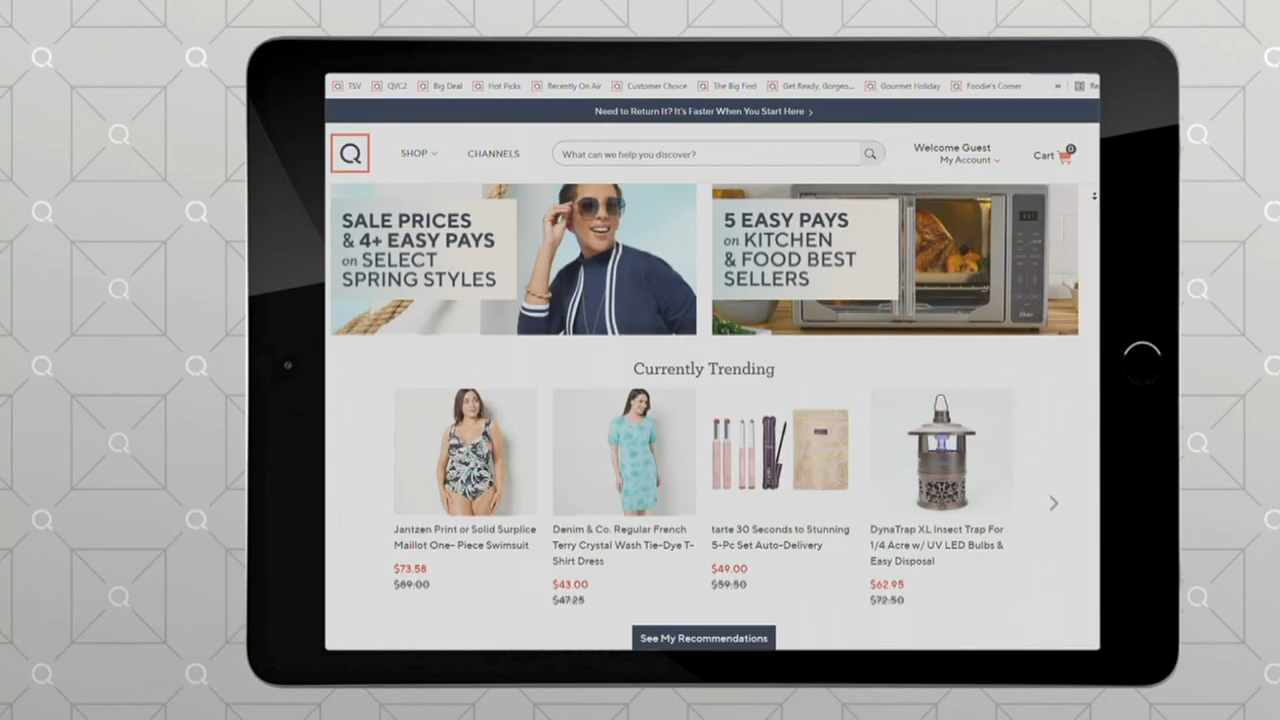 TSV QVC2 Big Deal Hot Picks Recently On Air Customer Choice The Big Find Get Ready, Gorgeo... Gourmet Holiday Foodie's Corner »
Need to Return It? It's Faster When You Start Here >
Q SHOP CHANNELS What can we help you discover? Welcome Guest
My Account Cart 0
SALE PRICES
& 4+ EASY PAYS
on SELECT
SPRING STYLES
5 EASY PAYS
on KITCHEN
& FOOD BEST
SELLERS
Currently Trending
Jantzen Print or Solid Surplice
Maillot One- Piece Swimsuit
$73.58
$89.00
Denim & Co. Regular French
Terry Crystal Wash Tie-Dye T-
Shirt Dress
$43.00
$47.25
tarte 30 Seconds to Stunning
5-Pc Set Auto-Delivery
$49.00
$59.50
DynaTrap XL Insect Trap For
1/4 Acre w/ UV LED Bulbs &
Easy Disposal
$62.95
$72.50
See My Recommendations